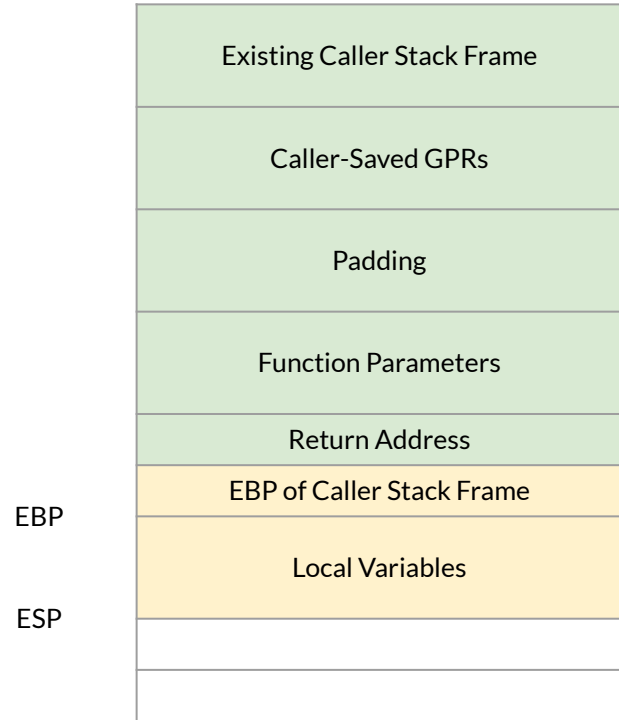 Existing Caller Stack Frame
Caller-Saved GPRs
Padding
Function Parameters
Return Address
EBP of Caller Stack Frame
EBP
Local Variables
ESP